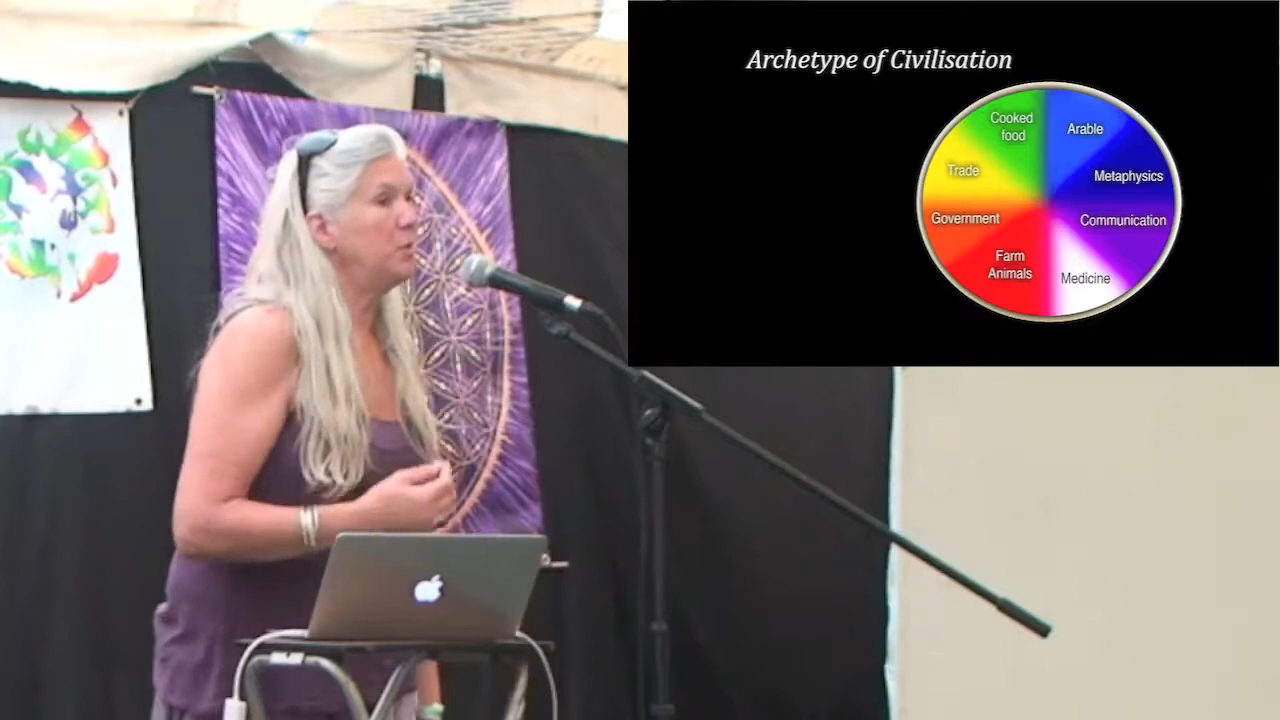 Archetype of Civilisation
Cooked
food
Arable
Trade
Metaphysics
Government
Communication
Farm
Animals
Medicine